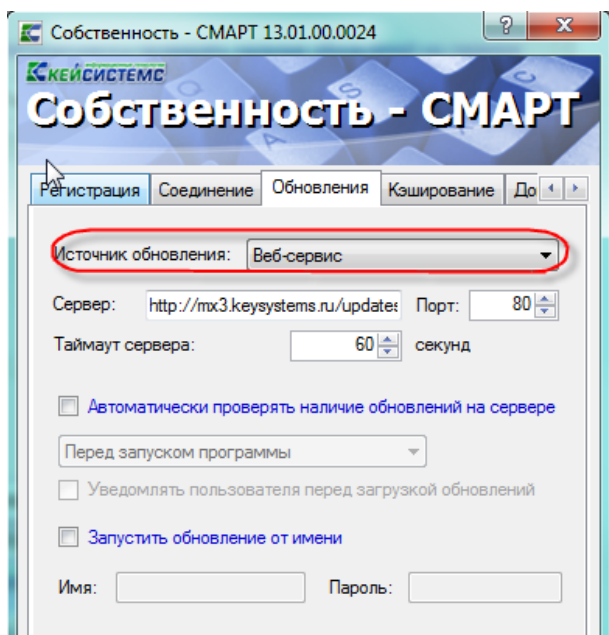 Собственность - СМАРТ 13.01.00.0024
КЕЙСИСТЕМС
Собственность - СМАРТ
Регистрация Соединение Обновления Кэширование До
Источник обновления: Веб-сервис
Сервер: http://mx3.keysystems.ru/updates Порт: 80
Таймаут сервера: 60 секунд
Автоматически проверять наличие обновлений на сервере
Перед запуском программы
Уведомлять пользователя перед загрузкой обновлений
Запустить обновление от имени
Имя: Пароль: